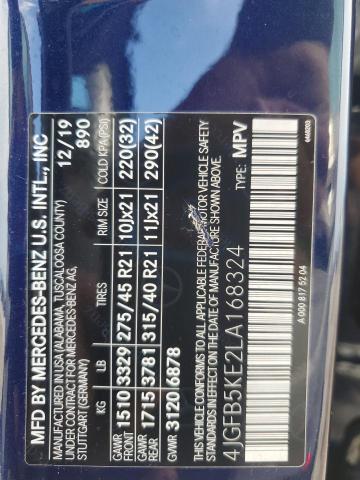 MFD BY MERCEDES-BENZ U.S. INTL., INC
MANUFACTURED IN USA (ALABAMA, TUSCALOOSA COUNTY) 12/19
UNDER CONTRACT FOR MERCEDES-BENZ AG, 890
STUTTGART (GERMANY)
KG LB TIRES RIM SIZE COLD KPA(PSI)
GAWR FRONT 1510 3329 275/45 R21 10Jx21 220(32)
GAWR REAR 1715 3781 315/40 R21 11Jx21 290(42)
GVWR 3120 6878
THIS VEHICLE CONFORMS TO ALL APPLICABLE FEDERAL MOTOR VEHICLE SAFETY
STANDARDS IN EFFECT ON THE DATE OF MANUFACTURE SHOWN ABOVE.
4JGFB5KE2LA168324 TYPE: MPV
A 000 817 52 04